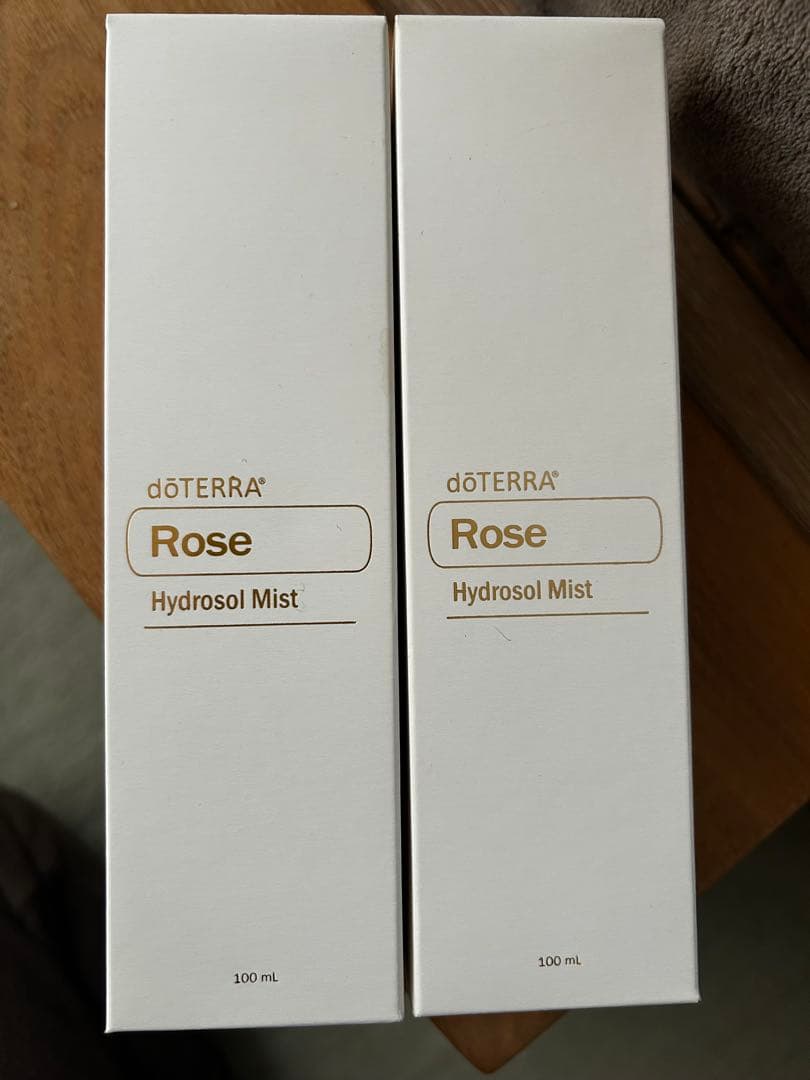 dōTERRA®
Rose
Hydrosol Mist
100 mL
dōTERRA®
Rose
Hydrosol Mist
100 mL